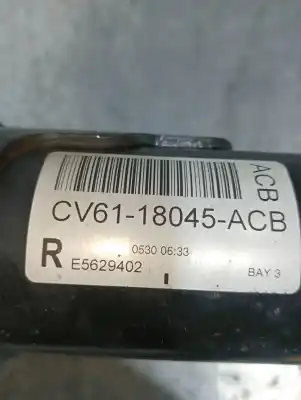 ACB
CV61-18045-ACB
R
0530 06:33
E5629402
BAY 3